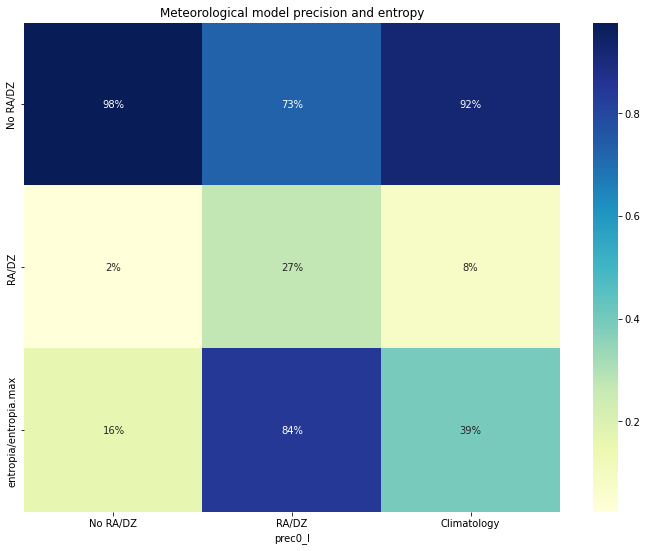 Meteorological model precision and entropy
No RA/DZ
98%
73%
92%
RA/DZ
2%
27%
8%
entropia/entropia.max
16%
84%
39%
No RA/DZ
RA/DZ
Climatology
prec0_l
0.8
0.6
0.4
0.2